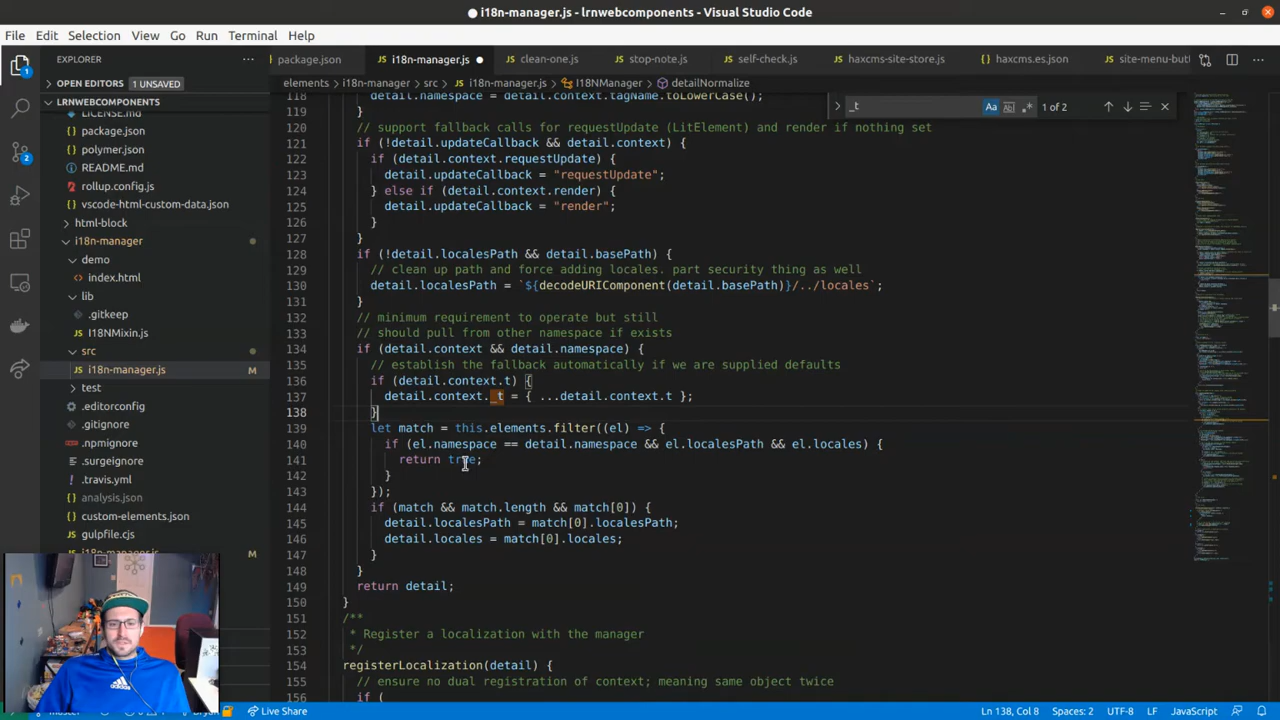 i18n-manager.js - lrnwebcomponents - Visual Studio Code
File Edit Selection View Go Run Terminal Help
EXPLORER
package.json
i18n-manager.js
clean-one.js
stop-note.js
self-check.js
haxcms-site-store.js
haxcms.es.json
site-menu-but
OPEN EDITORS 1 UNSAVED
elements > i18n-manager > src > i18n-manager.js > I18NManager > detailNormalize
LRNWEBCOMPONENTS
LICENSE.md
package.json
polymer.json
README.md
rollup.config.js
vscode-html-custom-data.json
html-block
i18n-manager
demo
index.html
lib
.gitkeep
I18NMixin.js
src
i18n-manager.js M
test
.editorconfig
.gitignore
.npmignore
.surgeignore
.travis.yml
analysis.json
custom-elements.json
gulpfile.cjs
i18n-manager.js
_t
Aa
1 of 2
118 detail.namespace = detail.context.tagName.toLowerCase();
119 }
120 // support fallback calls for requestUpdate (LitElement) and render if nothing set
121 if (!detail.updateCallback && detail.context) {
122 if (detail.context.requestUpdate) {
123 detail.updateCallback = "requestUpdate";
124 } else if (detail.context.render) {
125 detail.updateCallback = "render";
126 }
127 }
128 if (!detail.localesPath && detail.basePath) {
129 // clean up path and force adding locales. part security thing as well
130 detail.localesPath = `${decodeURIComponent(detail.basePath)}/../locales`;
131 }
132 // minimum requirement to operate but still
133 // should pull from other namespace if exists
134 if (detail.context && detail.namespace) {
135 // establish the fallback automatically if we are supplied defaults
136 if (detail.context.t) {
137 detail.context._t = { ...detail.context.t };
138 }
139 let match = this.elements.filter((el) => {
140 if (el.namespace == detail.namespace && el.localesPath && el.locales) {
141 return true;
142 }
143 });
144 if (match && match.length && match[0]) {
145 detail.localesPath = match[0].localesPath;
146 detail.locales = match[0].locales;
147 }
148 }
149 return detail;
150 }
151 /**
152 * Register a localization with the manager
153 */
154 registerLocalization(detail) {
155 // ensure no dual registration of context; meaning same object twice
156 if (
Live Share
Ln 138, Col 8
Spaces: 2
UTF-8
LF
JavaScript